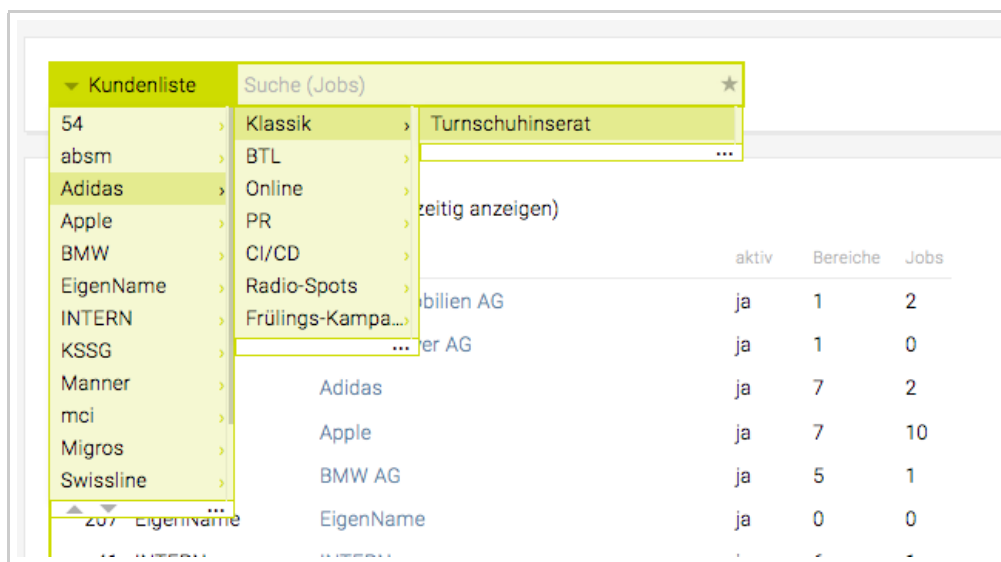 Kundenliste Suche (Jobs)
54 Klassik Turnschuhinserat
absm BTL ...
Adidas Online
Apple PR zeitig anzeigen)
BMW CI/CD aktiv Bereiche Jobs
EigenName Radio-Spots bilien AG ja 1 2
INTERN Frülings-Kampa...
KSSG ... er AG ja 1 0
Manner Adidas ja 7 2
mci
Migros Apple ja 7 10
Swissline BMW AG ja 5 1
...
207 EigenName EigenName ja 0 0